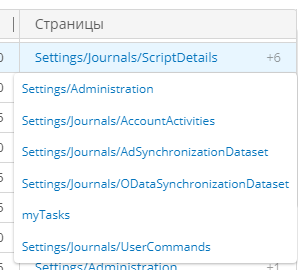 Страницы
Settings/Journals/ScriptDetails +6
Settings/Administration
Settings/Journals/AccountActivities
Settings/Journals/AdSynchronizationDataset
Settings/Journals/ODataSynchronizationDataset
myTasks
Settings/Journals/UserCommands
Settings/Administration +1